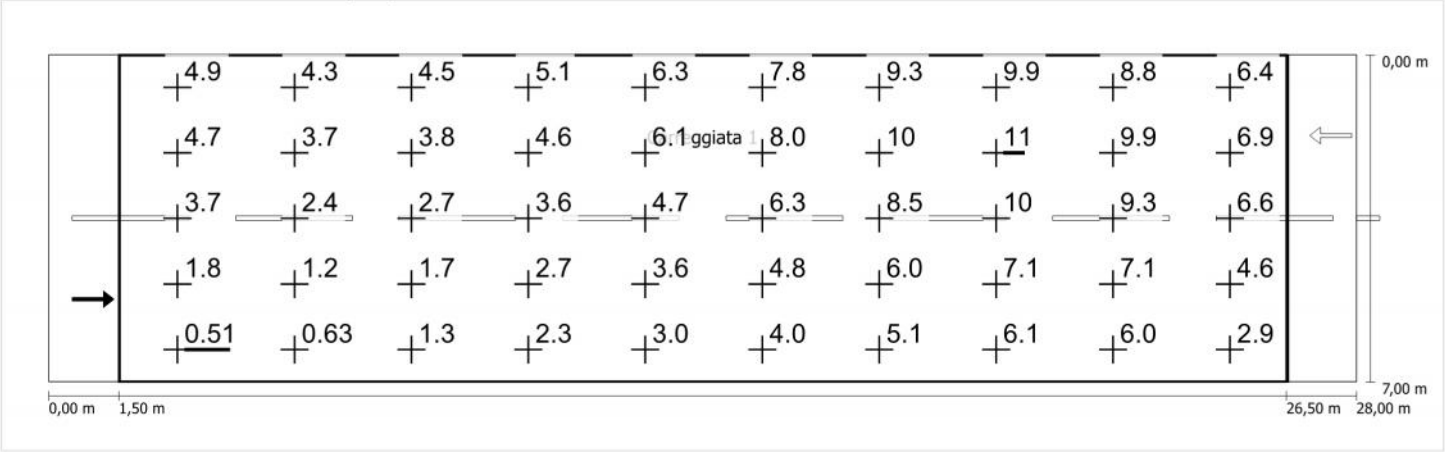 4.9 4.3 4.5 5.1 6.3 7.8 9.3 9.9 8.8 6.4
0,00 m
4.7 3.7 3.8 4.6 6.1 8.0 10 11 9.9 6.9
ggiata 1
3.7 2.4 2.7 3.6 4.7 6.3 8.5 10 9.3 6.6
1.8 1.2 1.7 2.7 3.6 4.8 6.0 7.1 7.1 4.6
0.51 0.63 1.3 2.3 3.0 4.0 5.1 6.1 6.0 2.9
7,00 m
0,00 m 1,50 m 26,50 m 28,00 m